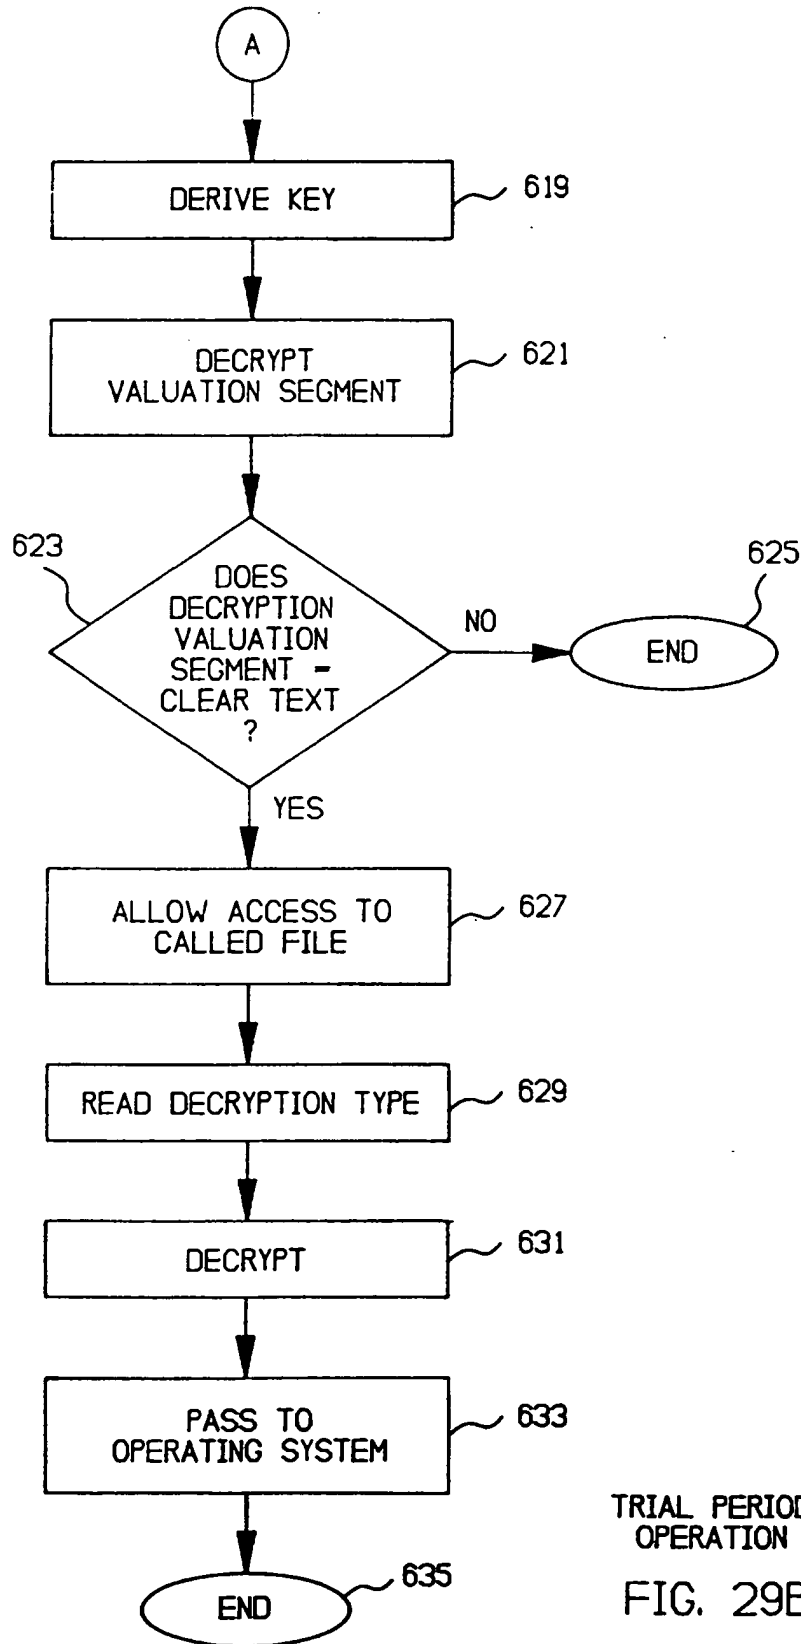 A
DERIVE KEY
619
DECRYPT
VALUATION SEGMENT
621
623
DOES
DECRYPTION
VALUATION
SEGMENT -
CLEAR TEXT
?
NO
625
END
YES
ALLOW ACCESS TO
CALLED FILE
627
READ DECRYPTION TYPE
629
DECRYPT
631
PASS TO
OPERATING SYSTEM
633
END
635
TRIAL PERIOD
OPERATION
FIG. 29B